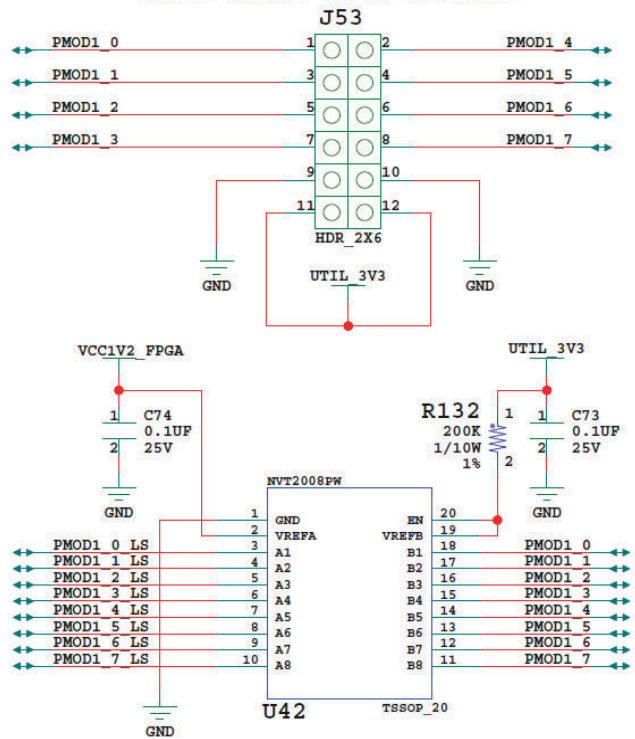 J53
PMOD1_0 1 2 PMOD1_4
PMOD1_1 3 4 PMOD1_5
PMOD1_2 5 6 PMOD1_6
PMOD1_3 7 8 PMOD1_7
9 10
11 12
HDR_2X6
GND UTIL_3V3 GND
VCC1V2_FPGA UTIL_3V3
1 C74 R132 1 1 C73
0.1UF 200K 0.1UF
2 25V 1/10W 2 25V
1% 2
GND NVT2008PW GND
1 GND EN 20
2 VREFA VREFB 19
PMOD1_0_LS 3 A1 B1 18 PMOD1_0
PMOD1_1_LS 4 A2 B2 17 PMOD1_1
PMOD1_2_LS 5 A3 B3 16 PMOD1_2
PMOD1_3_LS 6 A4 B4 15 PMOD1_3
PMOD1_4_LS 7 A5 B5 14 PMOD1_4
PMOD1_5_LS 8 A6 B6 13 PMOD1_5
PMOD1_6_LS 9 A7 B7 12 PMOD1_6
PMOD1_7_LS 10 A8 B8 11 PMOD1_7
U42 TSSOP_20
GND